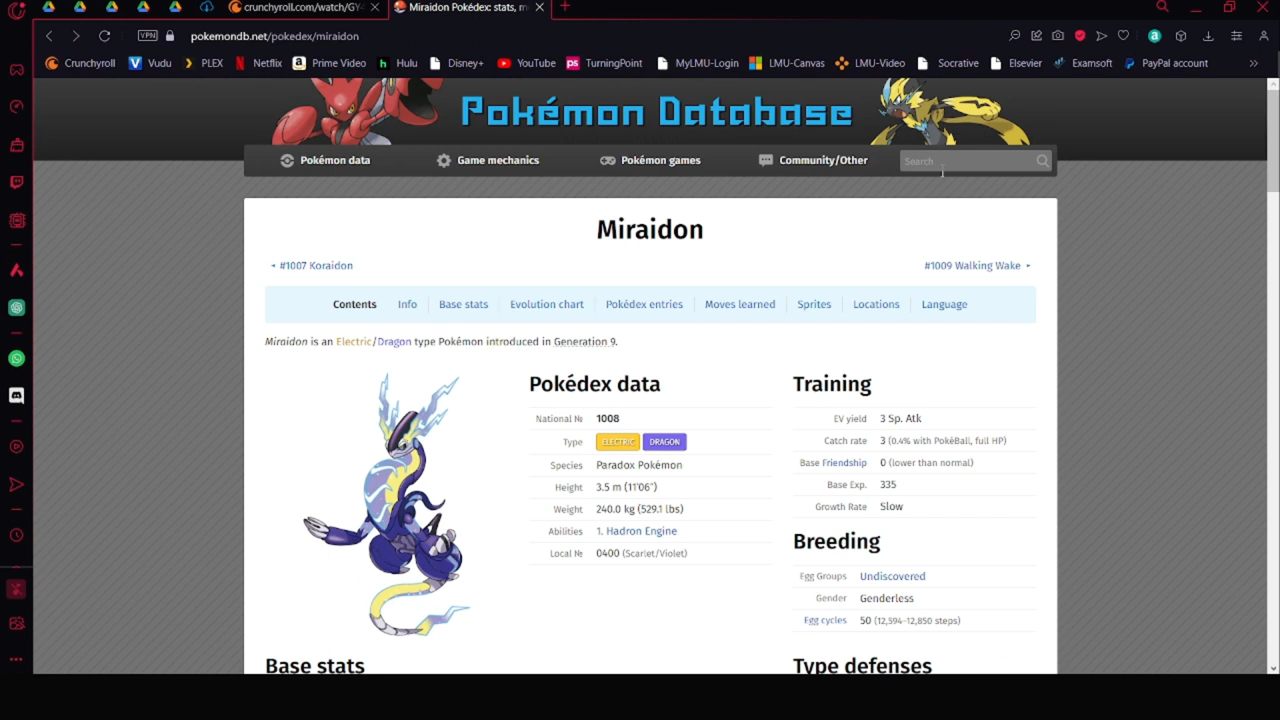 crunchyroll.com/watch/GY4
Miraidon Pokédex: stats, m
VPN
pokemondb.net/pokedex/miraidon
Crunchyroll
Vudu
PLEX
Netflix
Prime Video
Hulu
Disney+
YouTube
TurningPoint
MyLMU-Login
LMU-Canvas
LMU-Video
Socrative
Elsevier
Examsoft
PayPal account
Pokémon Database
Pokémon data
Game mechanics
Pokémon games
Community/Other
Search
Miraidon
#1007 Koraidon
#1009 Walking Wake
Contents
Info
Base stats
Evolution chart
Pokédex entries
Moves learned
Sprites
Locations
Language
Miraidon is an Electric/Dragon type Pokémon introduced in Generation 9.
Pokédex data
National № 1008
Type ELECTRIC DRAGON
Species Paradox Pokémon
Height 3.5 m (11′06″)
Weight 240.0 kg (529.1 lbs)
Abilities 1. Hadron Engine
Local № 0400 (Scarlet/Violet)
Training
EV yield 3 Sp. Atk
Catch rate 3 (0.4% with PokéBall, full HP)
Base Friendship 0 (lower than normal)
Base Exp. 335
Growth Rate Slow
Breeding
Egg Groups Undiscovered
Gender Genderless
Egg cycles 50 (12,594–12,850 steps)
Base stats
Type defenses